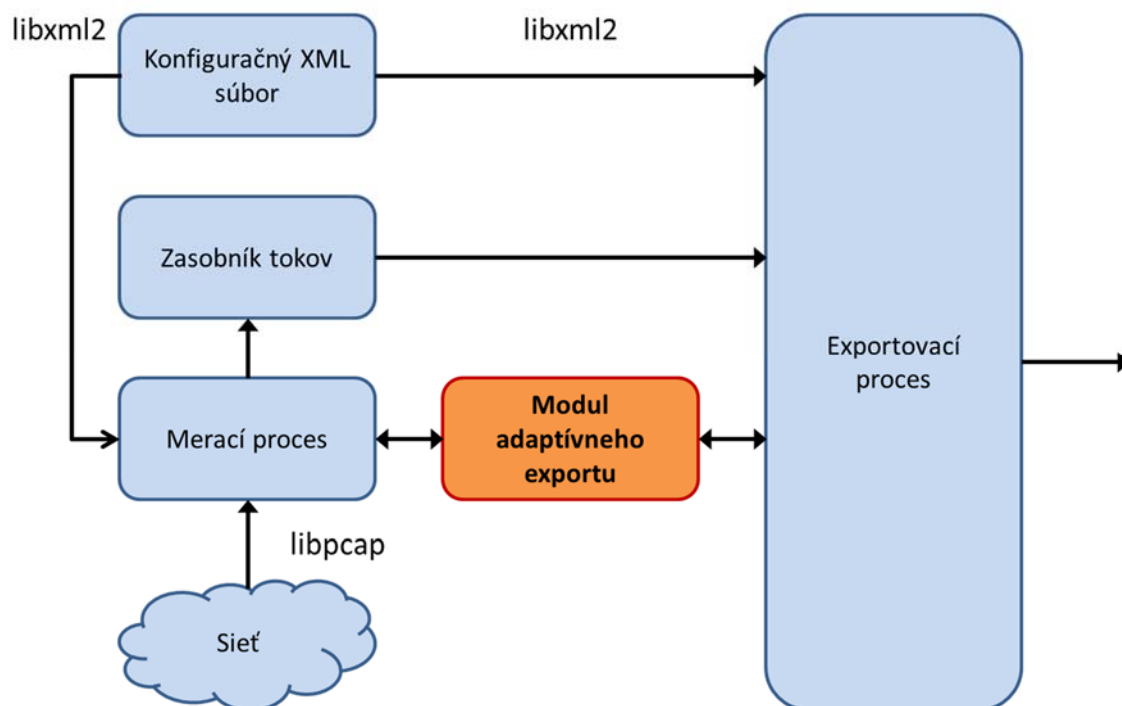 libxml2
libxml2
Konfiguračný XML
súbor
Zasobník tokov
Exportovací
proces
Merací proces
Modul
adaptívneho
exportu
libpcap
Sieť